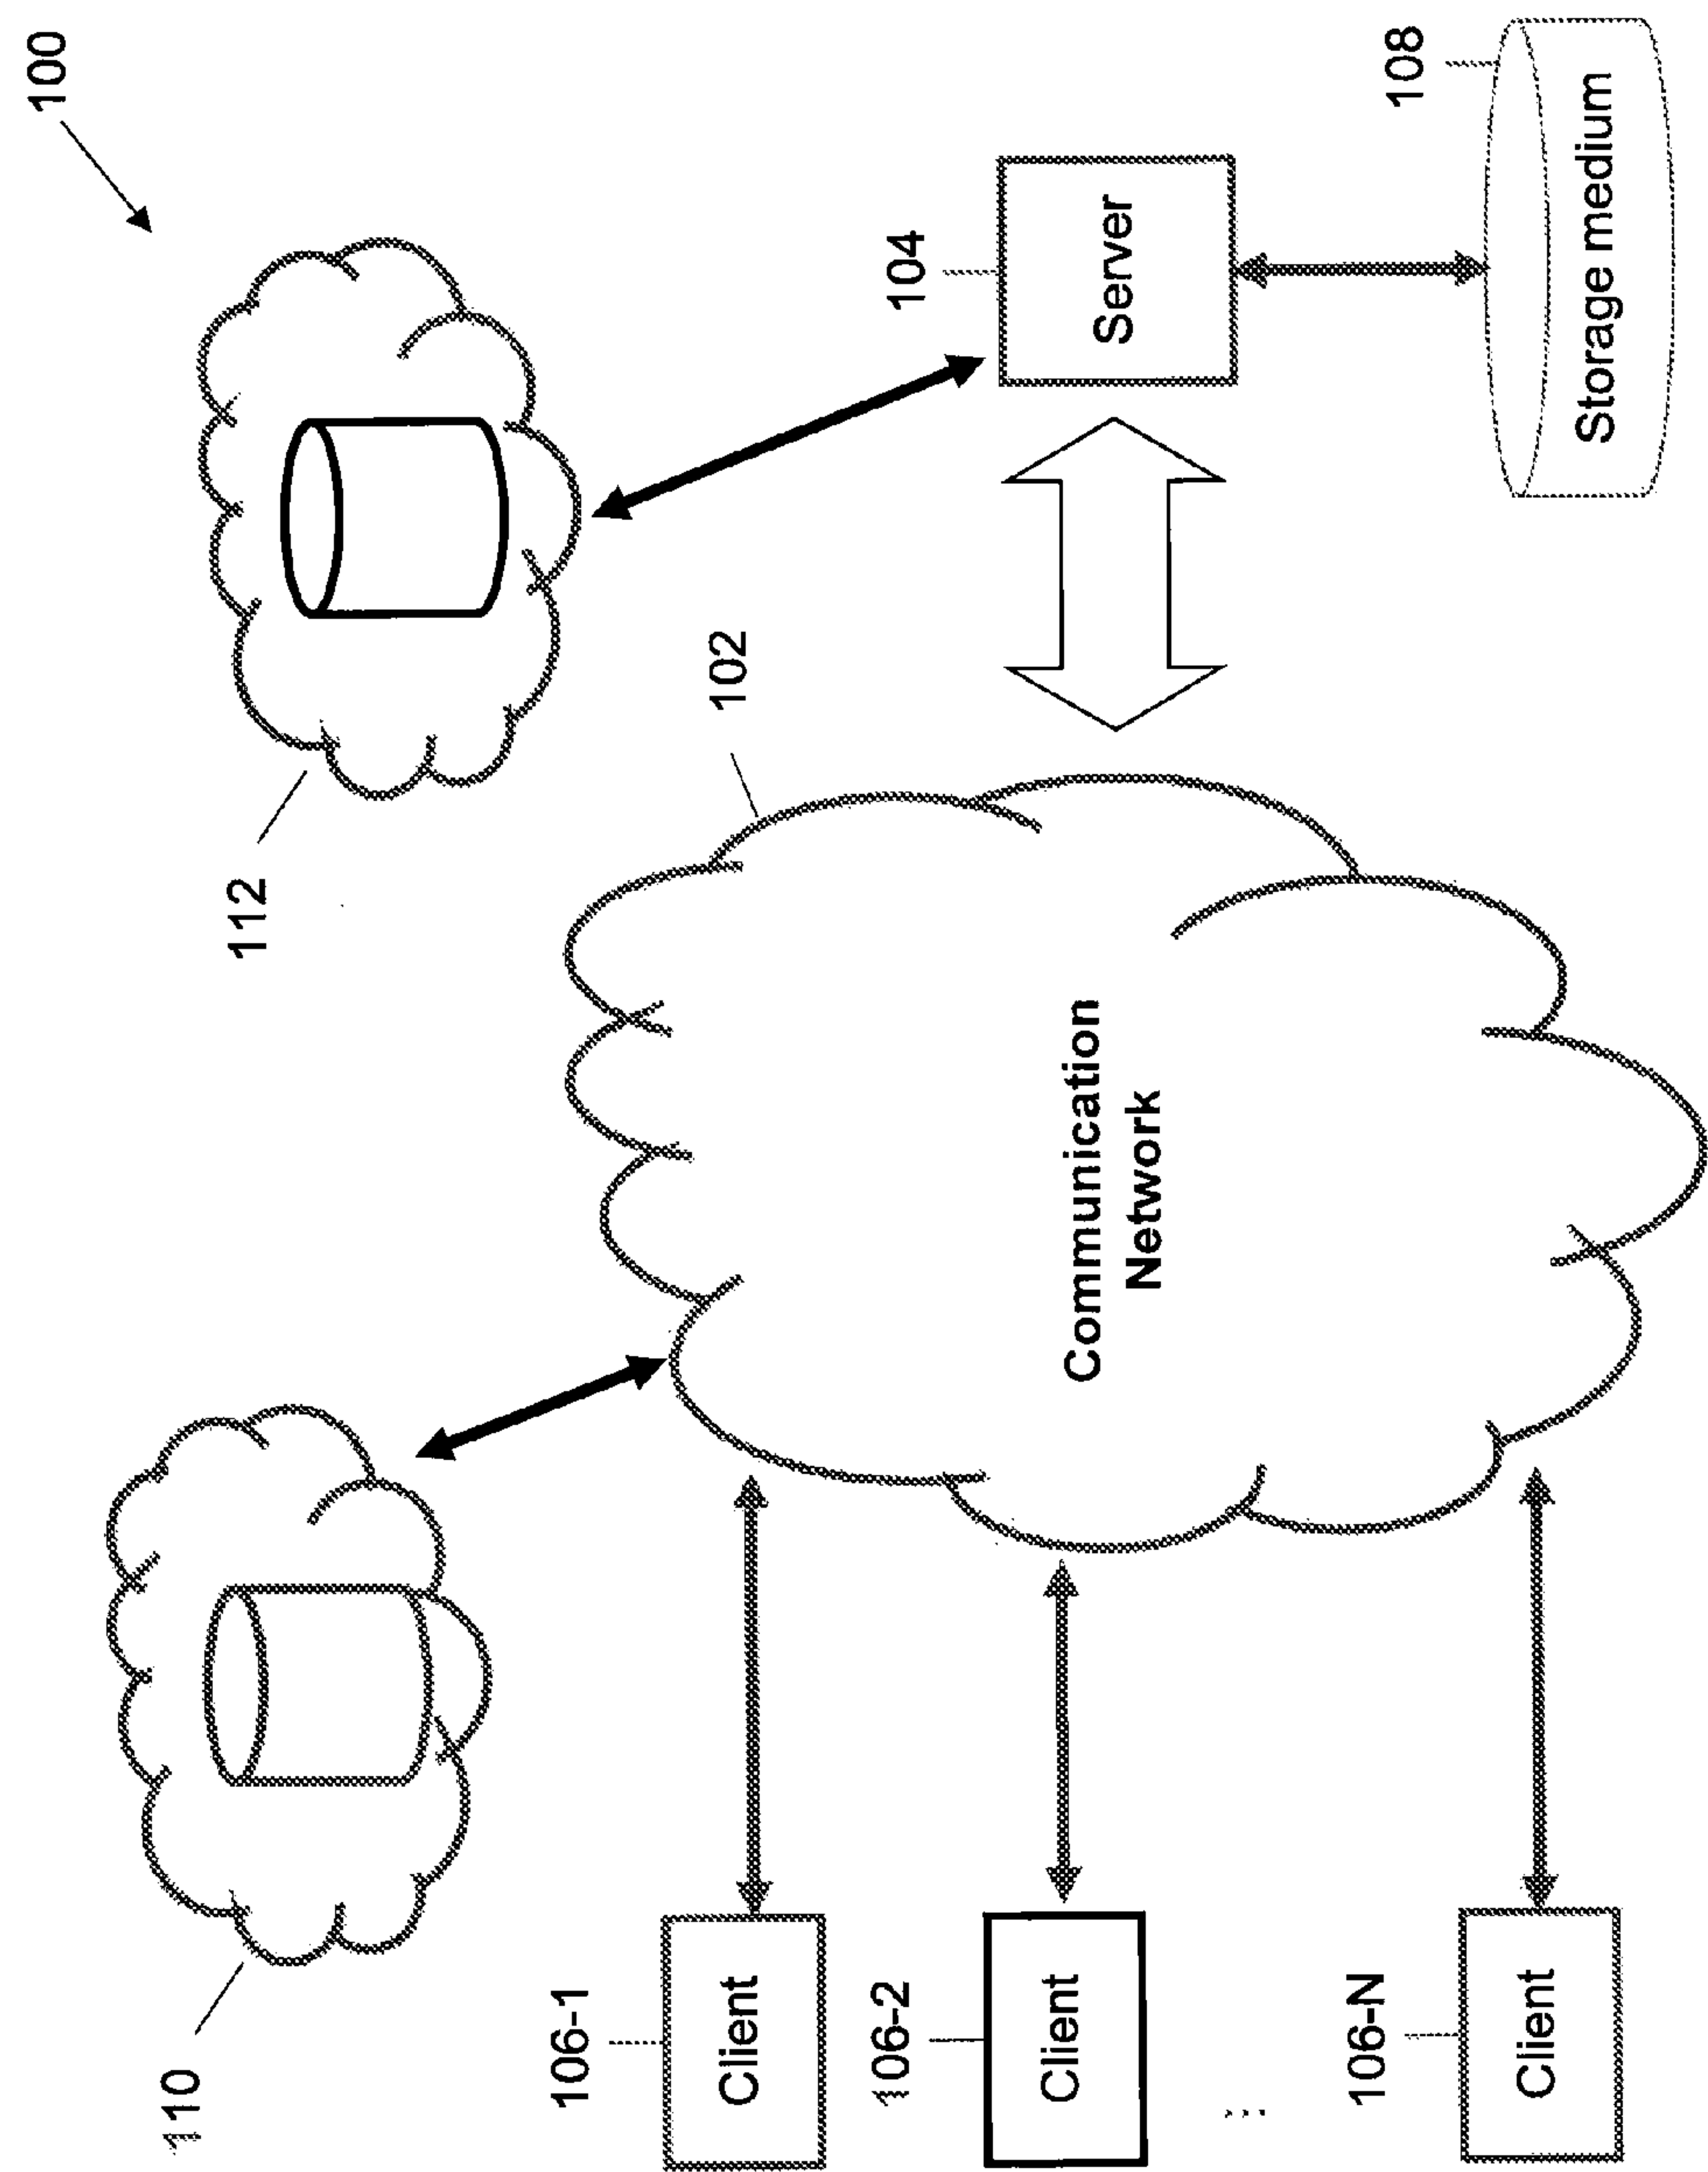 100
112
110
102
104
Server
108
Storage medium
Communication
Network
106-1
Client
106-2
Client
...
106-N
Client